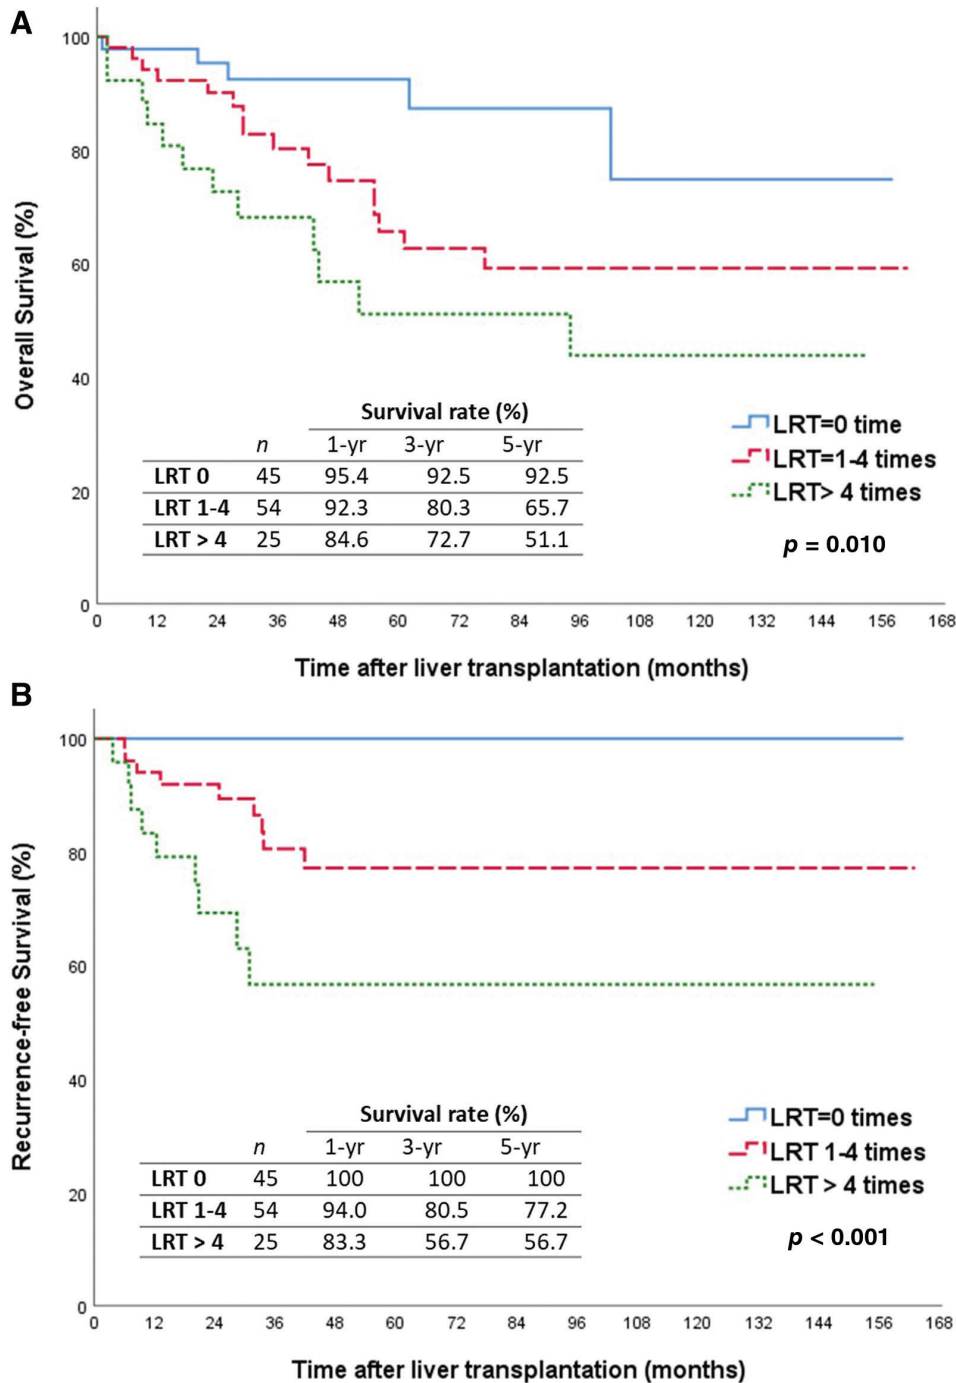 A
100
80
60
40
20
0
Overall Surival (%)
Survival rate (%)
n 1-yr 3-yr 5-yr
LRT 0 45 95.4 92.5 92.5
LRT 1-4 54 92.3 80.3 65.7
LRT > 4 25 84.6 72.7 51.1
LRT=0 time
LRT=1-4 times
LRT> 4 times
p = 0.010
0 12 24 36 48 60 72 84 96 108 120 132 144 156 168
Time after liver transplantation (months)
B
100
80
60
40
20
0
Recurrence-free Survival (%)
Survival rate (%)
n 1-yr 3-yr 5-yr
LRT 0 45 100 100 100
LRT 1-4 54 94.0 80.5 77.2
LRT > 4 25 83.3 56.7 56.7
LRT=0 times
LRT 1-4 times
LRT > 4 times
p < 0.001
0 12 24 36 48 60 72 84 96 108 120 132 144 156 168
Time after liver transplantation (months)